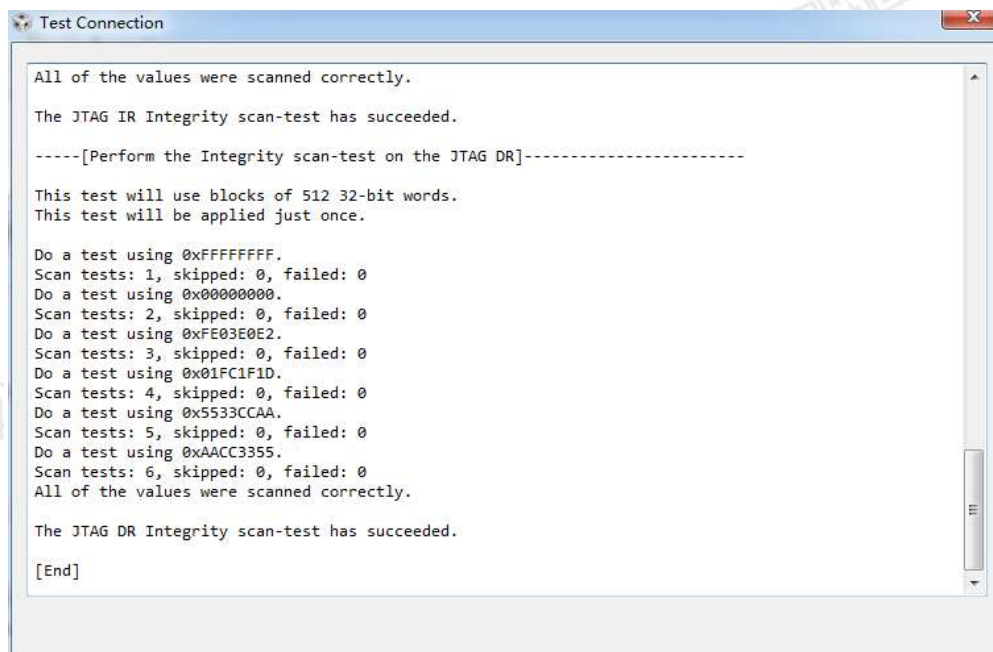 Test Connection
All of the values were scanned correctly.
The JTAG IR Integrity scan-test has succeeded.
-----[Perform the Integrity scan-test on the JTAG DR]------------------------
This test will use blocks of 512 32-bit words.
This test will be applied just once.
Do a test using 0xFFFFFFFF.
Scan tests: 1, skipped: 0, failed: 0
Do a test using 0x00000000.
Scan tests: 2, skipped: 0, failed: 0
Do a test using 0xFE03E0E2.
Scan tests: 3, skipped: 0, failed: 0
Do a test using 0x01FC1F1D.
Scan tests: 4, skipped: 0, failed: 0
Do a test using 0x5533CCAA.
Scan tests: 5, skipped: 0, failed: 0
Do a test using 0xAACC3355.
Scan tests: 6, skipped: 0, failed: 0
All of the values were scanned correctly.
The JTAG DR Integrity scan-test has succeeded.
[End]